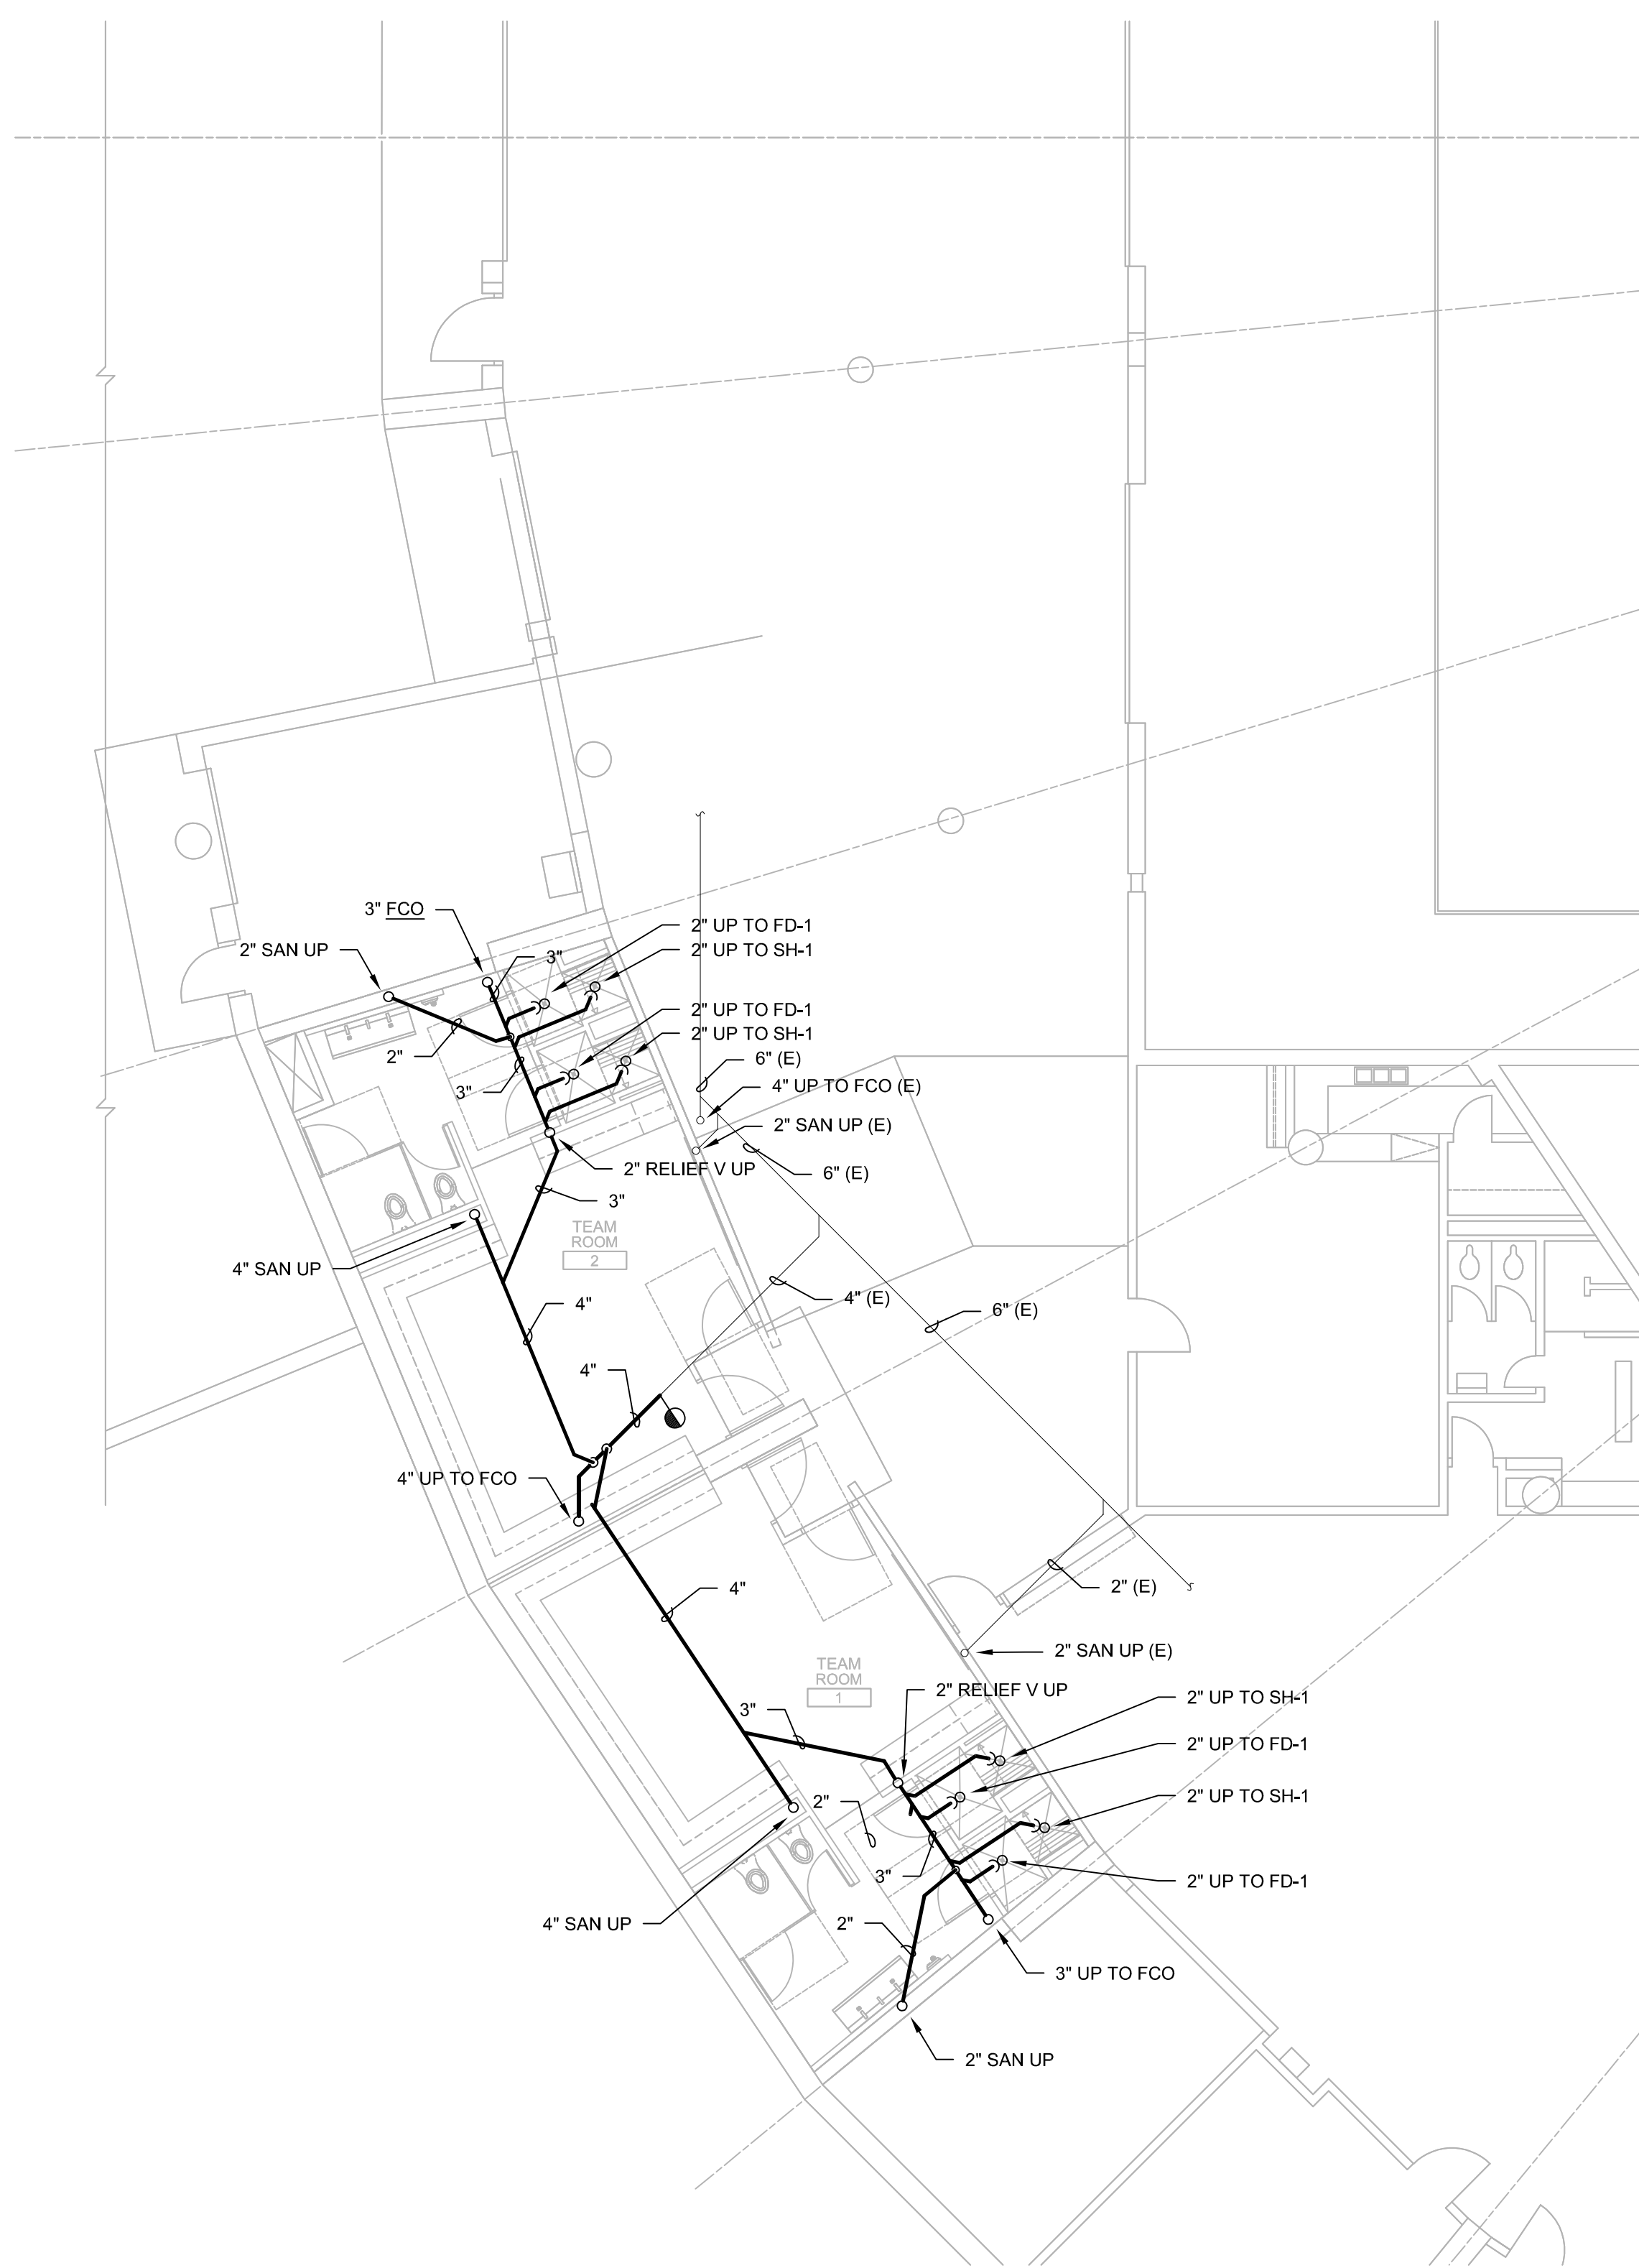 3" FCO
2" SAN UP
3"
2" UP TO FD-1
2" UP TO SH-1
2" UP TO FD-1
2" UP TO SH-1
2"
3"
6" (E)
4" UP TO FCO (E)
2" SAN UP (E)
2" RELIEF V UP
6" (E)
3"
TEAM
ROOM
2
4" SAN UP
4"
4" (E)
6" (E)
4"
4" UP TO FCO
4"
2" (E)
2" SAN UP (E)
TEAM
ROOM
1
2" RELIEF V UP
2" UP TO SH-1
3"
2" UP TO FD-1
2" UP TO SH-1
2"
3"
2" UP TO FD-1
4" SAN UP
2"
3" UP TO FCO
2" SAN UP